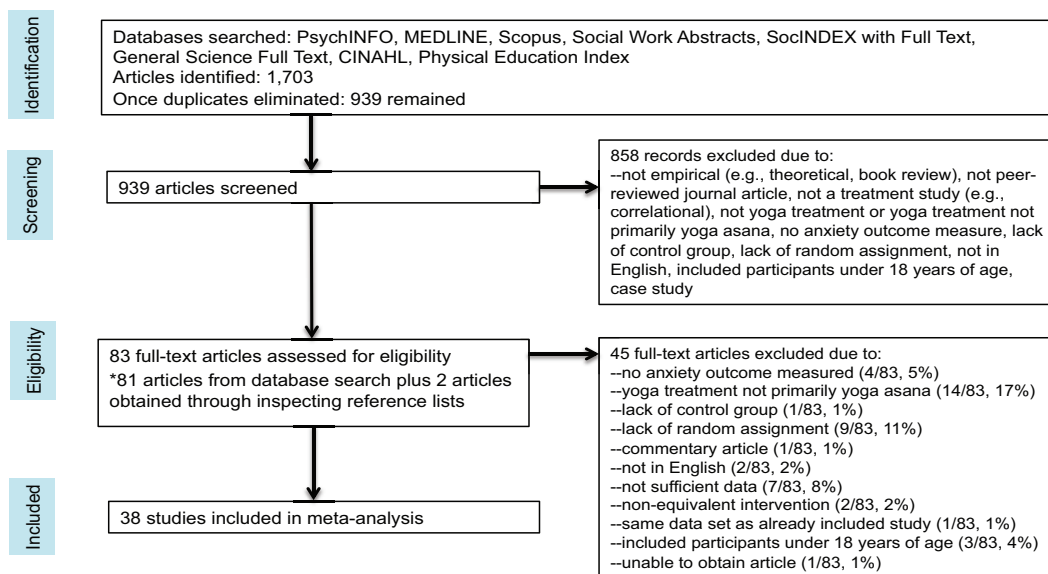 Identification
Databases searched: PsychINFO, MEDLINE, Scopus, Social Work Abstracts, SocINDEX with Full Text,
General Science Full Text, CINAHL, Physical Education Index
Articles identified: 1,703
Once duplicates eliminated: 939 remained
Screening
939 articles screened
858 records excluded due to:
--not empirical (e.g., theoretical, book review), not peer-
reviewed journal article, not a treatment study (e.g.,
correlational), not yoga treatment or yoga treatment not
primarily yoga asana, no anxiety outcome measure, lack
of control group, lack of random assignment, not in
English, included participants under 18 years of age,
case study
Eligibility
83 full-text articles assessed for eligibility
*81 articles from database search plus 2 articles
obtained through inspecting reference lists
45 full-text articles excluded due to:
--no anxiety outcome measured (4/83, 5%)
--yoga treatment not primarily yoga asana (14/83, 17%)
--lack of control group (1/83, 1%)
--lack of random assignment (9/83, 11%)
--commentary article (1/83, 1%)
--not in English (2/83, 2%)
--not sufficient data (7/83, 8%)
--non-equivalent intervention (2/83, 2%)
--same data set as already included study (1/83, 1%)
--included participants under 18 years of age (3/83, 4%)
--unable to obtain article (1/83, 1%)
Included
38 studies included in meta-analysis